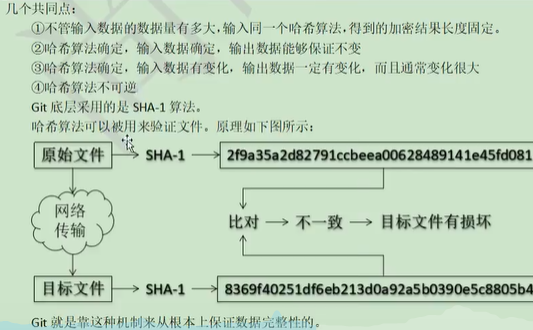 几个共同点：
①不管输入数据的数据量有多大，输入同一个哈希算法，得到的加密结果长度固定。
②哈希算法确定，输入数据确定，输出数据能够保证不变
③哈希算法确定，输入数据有变化，输出数据一定有变化，而且通常变化很大
④哈希算法不可逆
Git 底层采用的是 SHA-1 算法。
哈希算法可以被用来验证文件。原理如下图所示：
原始文件 SHA-1 2f9a35a2d82791ccbeea00628489141e45fd081
网络
传输
比对 不一致 目标文件有损坏
目标文件 SHA-1 8369f40251df6eb213d0a92a5b0390e5c8805b4
Git 就是靠这种机制来从根本上保证数据完整性的。